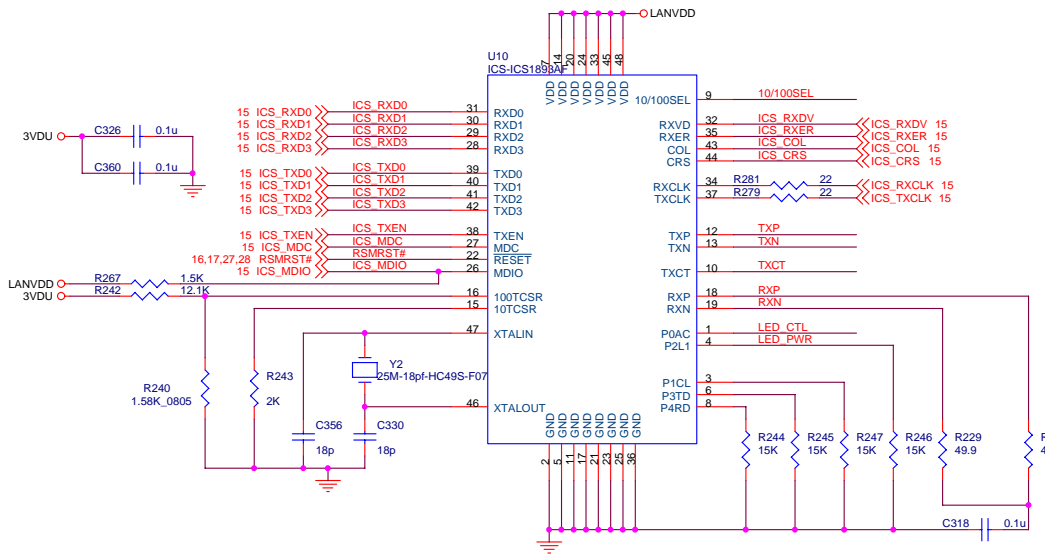 LANVDD
U10
ICS-ICS1893AF
7 14 20 24 33 45 48
VDD VDD VDD VDD VDD VDD VDD
10/100SEL 9 10/100SEL
15 ICS_RXD0 ICS_RXD0 31 RXD0
15 ICS_RXD1 ICS_RXD1 30 RXD1
15 ICS_RXD2 ICS_RXD2 29 RXD2
15 ICS_RXD3 ICS_RXD3 28 RXD3
RXVD 32 ICS_RXDV ICS_RXDV 15
RXER 35 ICS_RXER ICS_RXER 15
COL 43 ICS_COL ICS_COL 15
CRS 44 ICS_CRS ICS_CRS 15
3VDU C326 0.1u
C360 0.1u
15 ICS_TXD0 ICS_TXD0 39 TXD0
15 ICS_TXD1 ICS_TXD1 40 TXD1
15 ICS_TXD2 ICS_TXD2 41 TXD2
15 ICS_TXD3 ICS_TXD3 42 TXD3
RXCLK 34 R281 22 ICS_RXCLK 15
TXCLK 37 R279 22 ICS_TXCLK 15
15 ICS_TXEN ICS_TXEN 38 TXEN
15 ICS_MDC ICS_MDC 27 MDC
16,17,27,28 RSMRST# RSMRST# 22 RESET
15 ICS_MDIO ICS_MDIO 26 MDIO
TXP 12 TXP
TXN 13 TXN
TXCT 10 TXCT
LANVDD R267 1.5K
3VDU R242 12.1K
16 100TCSR
15 10TCSR
RXP 18 RXP
RXN 19 RXN
47 XTALIN
P0AC 1 LED_CTL
P2L1 4 LED_PWR
Y2
25M-18pf-HC49S-F07
R240
1.58K_0805
R243
2K
46 XTALOUT
P1CL 3
P3TD 6
P4RD 8
C356
18p
C330
18p
GND GND GND GND GND GND GND GND
2 5 11 17 21 23 25 36
R244
15K
R245
15K
R247
15K
R246
15K
R229
49.9
R
4
C318 0.1u